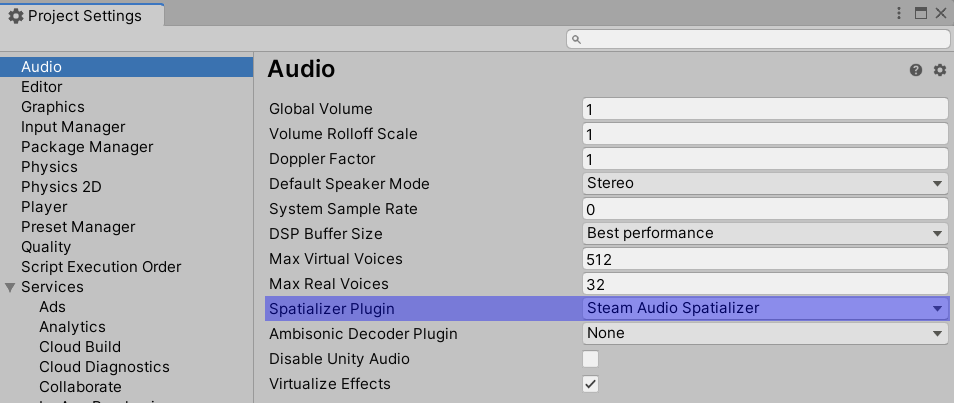 Project Settings
Audio
Editor
Graphics
Input Manager
Package Manager
Physics
Physics 2D
Player
Preset Manager
Quality
Script Execution Order
Services
Ads
Analytics
Cloud Build
Cloud Diagnostics
Collaborate
Audio
Global Volume 1
Volume Rolloff Scale 1
Doppler Factor 1
Default Speaker Mode Stereo
System Sample Rate 0
DSP Buffer Size Best performance
Max Virtual Voices 512
Max Real Voices 32
Spatializer Plugin Steam Audio Spatializer
Ambisonic Decoder Plugin None
Disable Unity Audio
Virtualize Effects